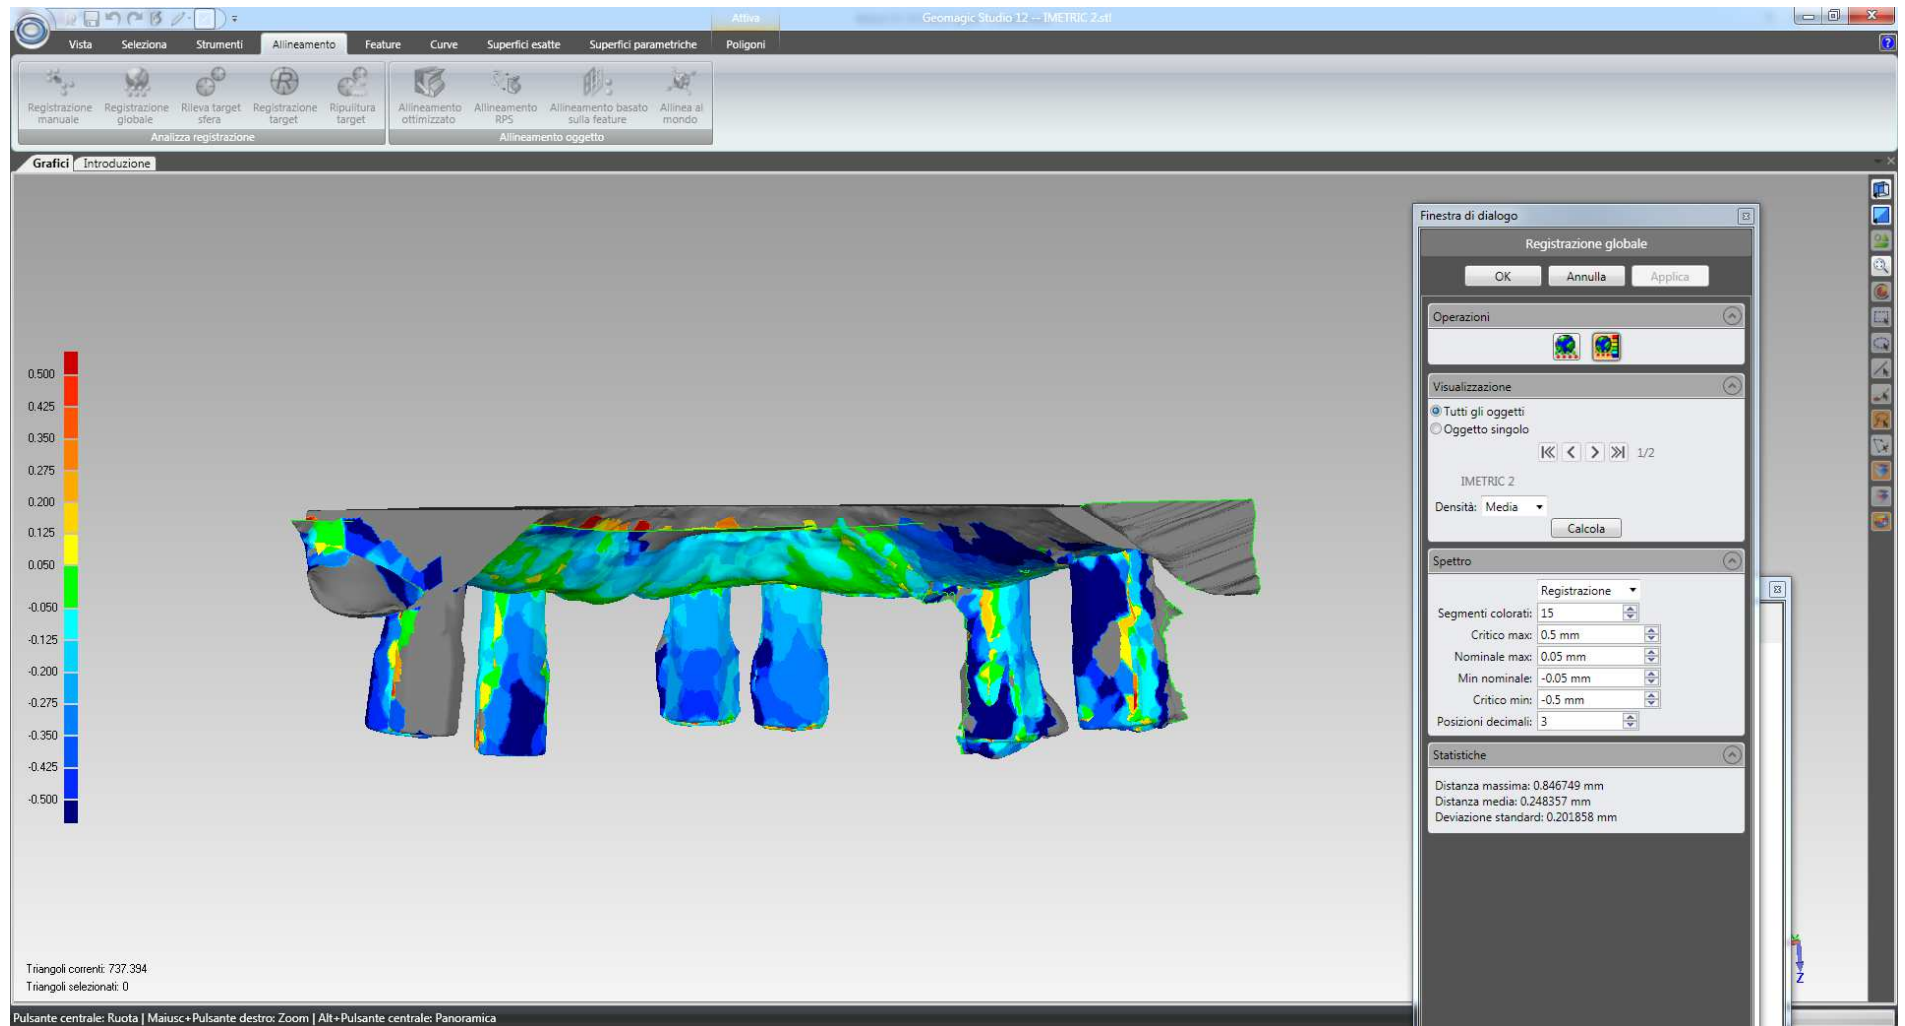 Attiva
Geomagic Studio 12 -- IMETRIC 2.stl
Vista Seleziona Strumenti Allineamento Feature Curve Superfici esatte Superfici parametriche Poligoni
Registrazione manuale Registrazione globale Rileva target sfera Registrazione target Ripulitura target Allineamento ottimizzato Allineamento RPS Allineamento basato sulla feature Allinea al mondo
Analizza registrazione Allineamento oggetto
Grafici Introduzione
0.500
0.425
0.350
0.275
0.200
0.125
0.050
-0.050
-0.125
-0.200
-0.275
-0.350
-0.425
-0.500
Finestra di dialogo
Registrazione globale
OK Annulla Applica
Operazioni
Visualizzazione
Tutti gli oggetti
Oggetto singolo
1/2
IMETRIC 2
Densità: Media
Calcola
Spettro
Registrazione
Segmenti colorati: 15
Critico max: 0.5 mm
Nominale max: 0.05 mm
Min nominale: -0.05 mm
Critico min: -0.5 mm
Posizioni decimali: 3
Statistiche
Distanza massima: 0.846749 mm
Distanza media: 0.248357 mm
Deviazione standard: 0.201858 mm
Z
Triangoli correnti: 737.394
Triangoli selezionati: 0
Pulsante centrale: Ruota | Maiusc+Pulsante destro: Zoom | Alt+Pulsante centrale: Panoramica